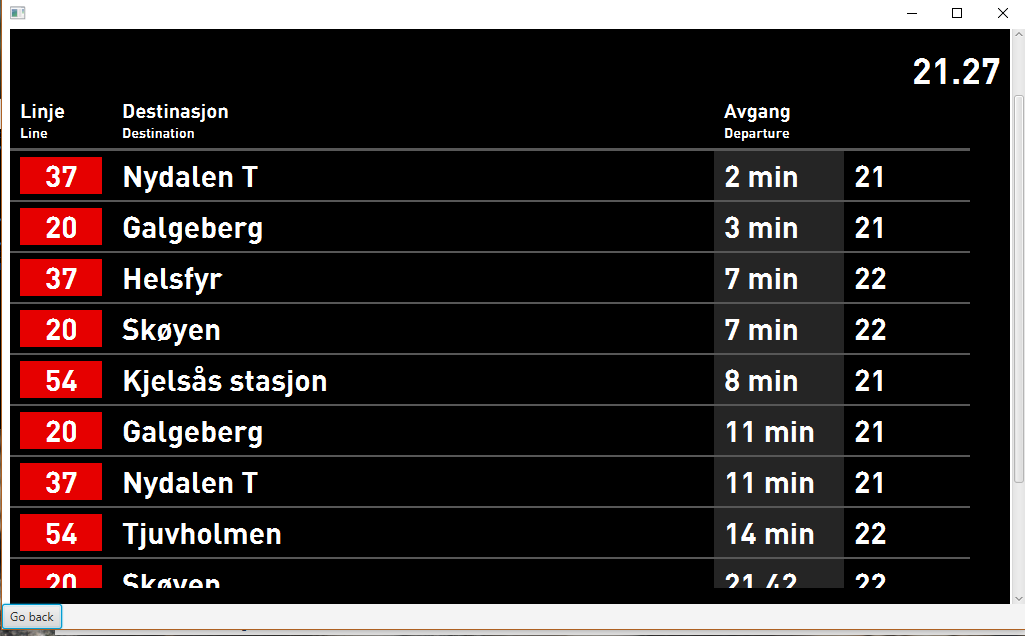 21.27
Linje Destinasjon Avgang
Line Destination Departure
37 Nydalen T 2 min 21
20 Galgeberg 3 min 21
37 Helsfyr 7 min 22
20 Skøyen 7 min 22
54 Kjelsås stasjon 8 min 21
20 Galgeberg 11 min 21
37 Nydalen T 11 min 21
54 Tjuvholmen 14 min 22
20 Skøyen 21.42 22
Go back